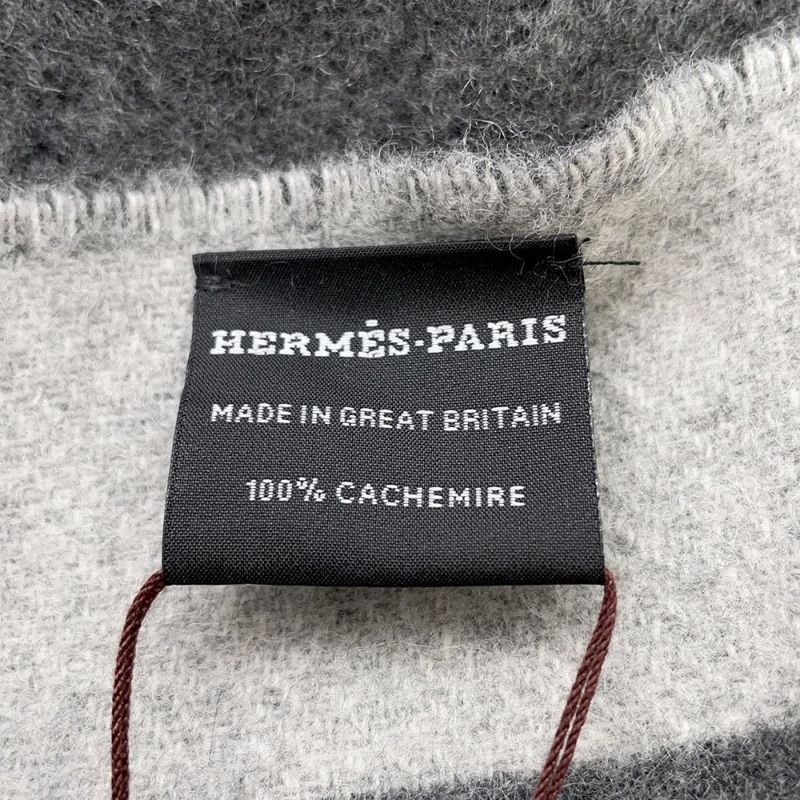 HERMÈS-PARIS
MADE IN GREAT BRITAIN
100% CACHEMIRE